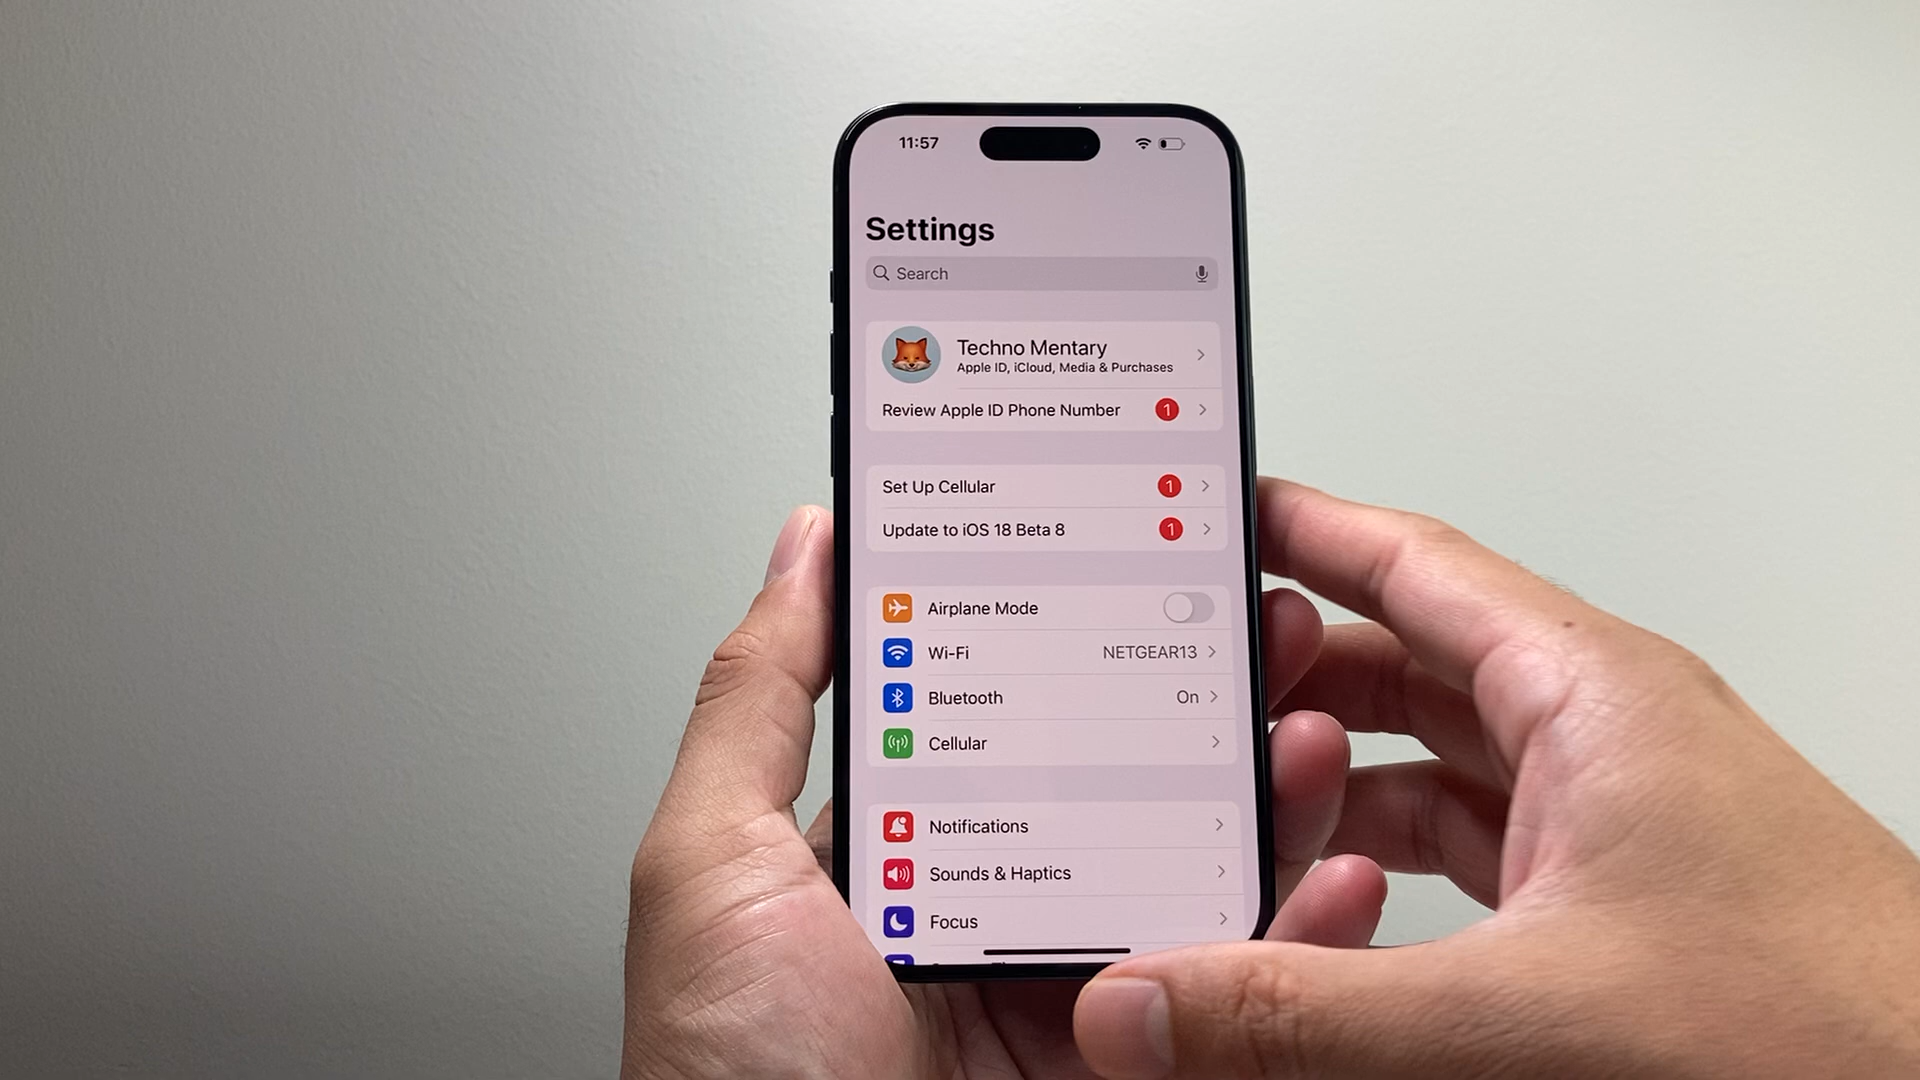 11:57
Settings
Search
Techno Mentary
Apple ID, iCloud, Media & Purchases
Review Apple ID Phone Number 1
Set Up Cellular 1
Update to iOS 18 Beta 8 1
Airplane Mode
Wi-Fi NETGEAR13
Bluetooth On
Cellular
Notifications
Sounds & Haptics
Focus